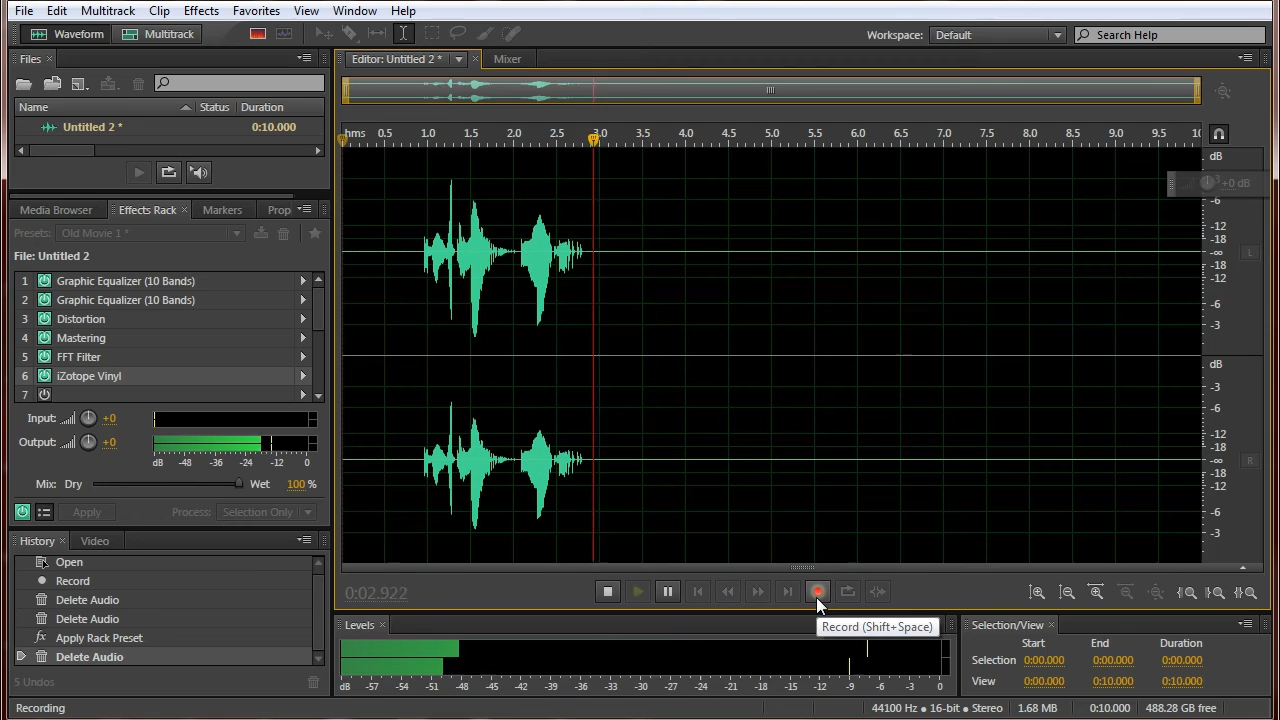 File Edit Multitrack Clip Effects Favorites View Window Help
Waveform Multitrack Workspace: Default Search Help
Files
Name Status Duration
Untitled 2 * 0:10.000
Media Browser Effects Rack Markers Prop
Presets: Old Movie 1 *
File: Untitled 2
1 Graphic Equalizer (10 Bands)
2 Graphic Equalizer (10 Bands)
3 Distortion
4 Mastering
5 FFT Filter
6 iZotope Vinyl
7
Input: +0
Output: +0
dB -48 -36 -24 -12 0
Mix: Dry Wet 100 %
Apply Process: Selection Only
History Video
Open
Record
Delete Audio
Delete Audio
fx Apply Rack Preset
Delete Audio
5 Undos
Editor: Untitled 2 * Mixer
hms 0.5 1.0 1.5 2.0 2.5 3.0 3.5 4.0 4.5 5.0 5.5 6.0 6.5 7.0 7.5 8.0 8.5 9.0 9.5 10
dB
+0 dB
-6
-12
-18
-∞ L
-18
-12
-6
-3
dB
-3
-6
-12
-18
-∞ R
-18
-12
-6
-3
0:02.922
Record (Shift+Space)
Levels
dB -57 -54 -51 -48 -45 -42 -39 -36 -33 -30 -27 -24 -21 -18 -15 -12 -9 -6 -3 0
Selection/View
Start End Duration
Selection 0:00.000 0:00.000 0:00.000
View 0:00.000 0:10.000 0:10.000
Recording 44100 Hz • 16-bit • Stereo 1.68 MB 0:10.000 488.28 GB free